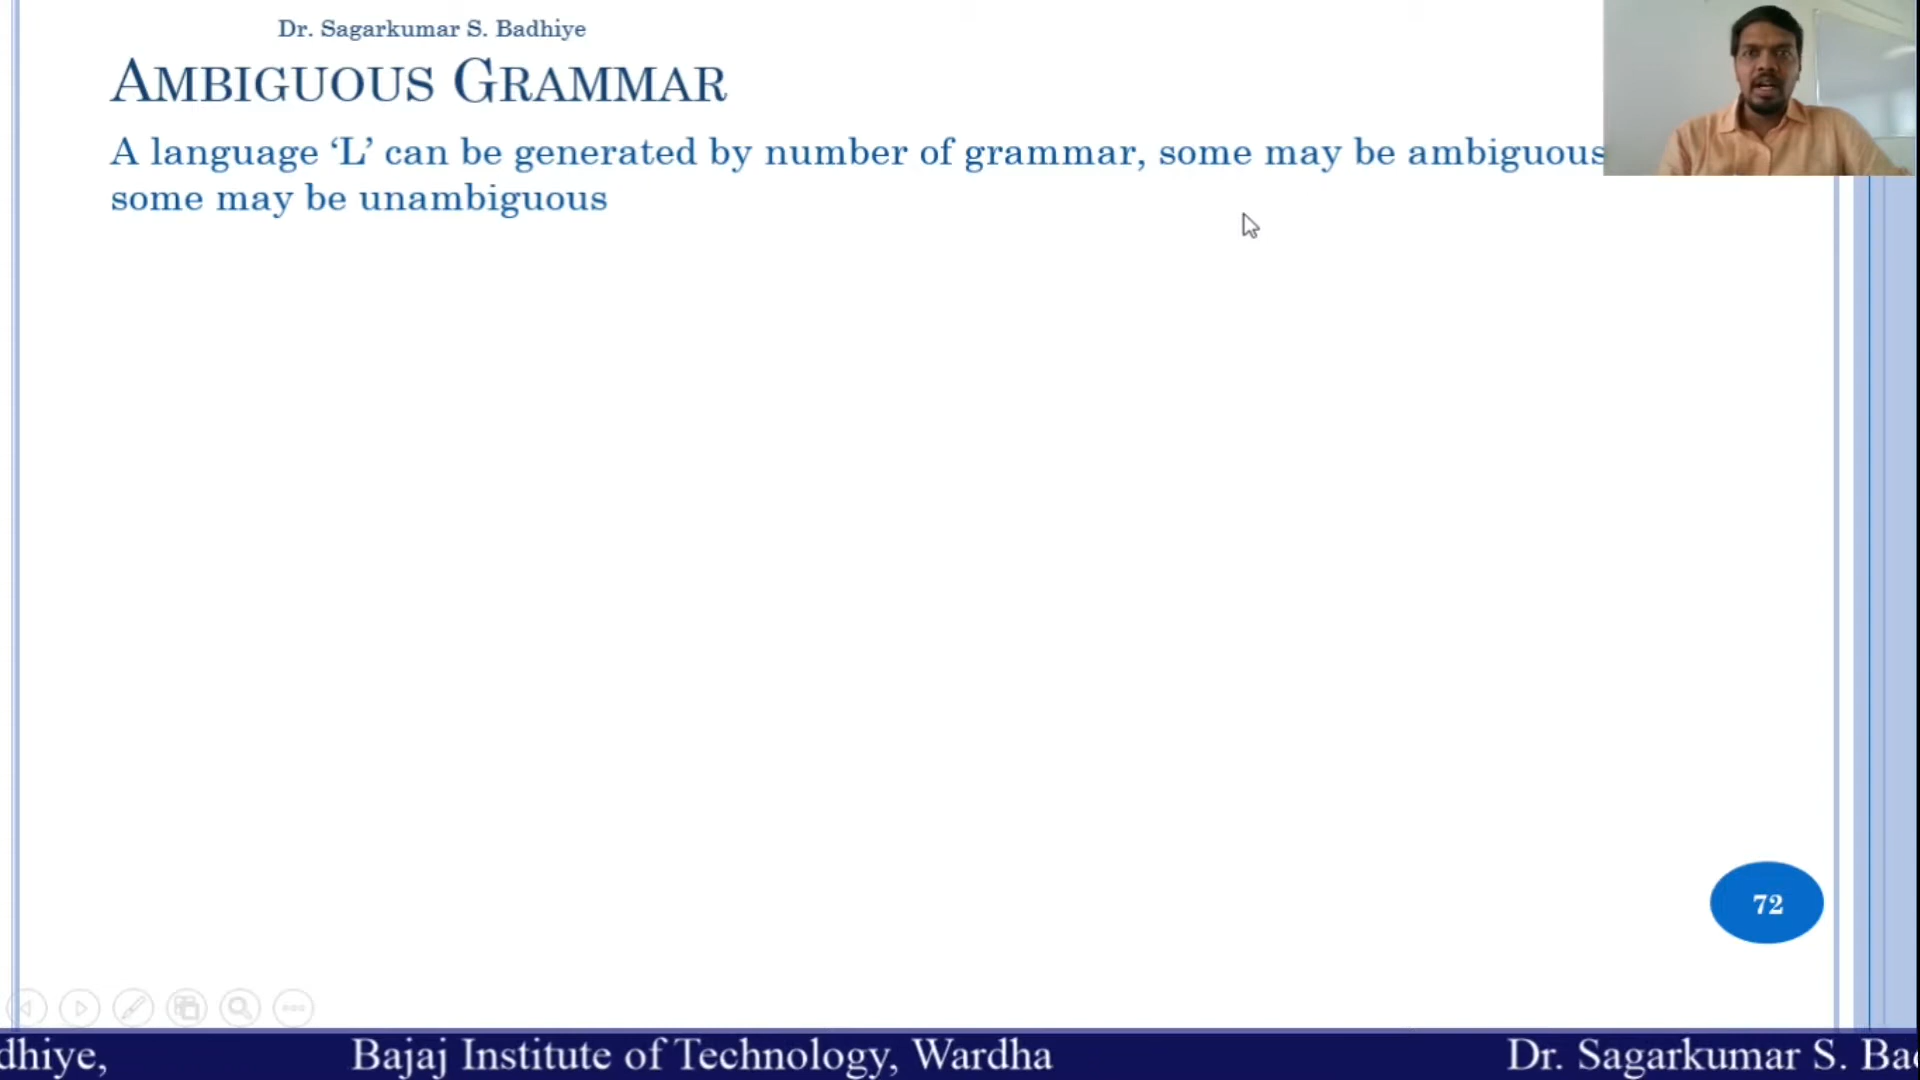 Dr. Sagarkumar S. Badhiye
AMBIGUOUS GRAMMAR
A language ‘L’ can be generated by number of grammar, some may be ambiguous
some may be unambiguous
72
dhiye, Bajaj Institute of Technology, Wardha Dr. Sagarkumar S. Ba